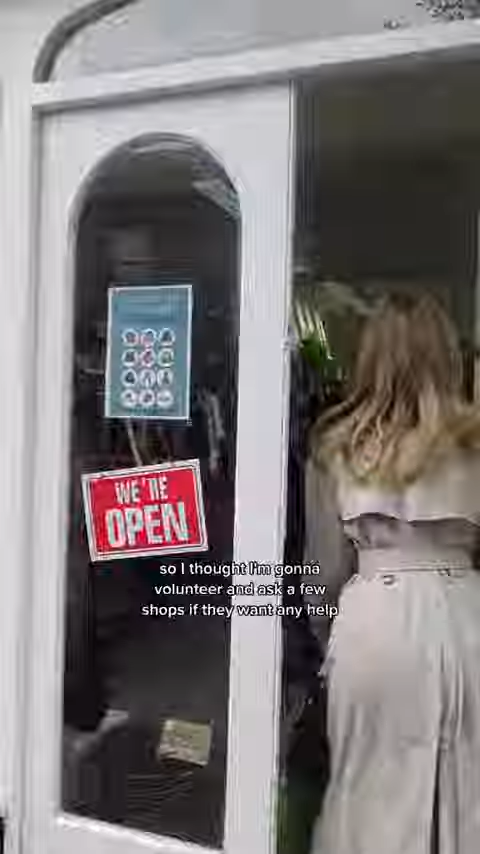 WE'RE
OPEN
so I thought I'm gonna
volunteer and ask a few
shops if they want any help